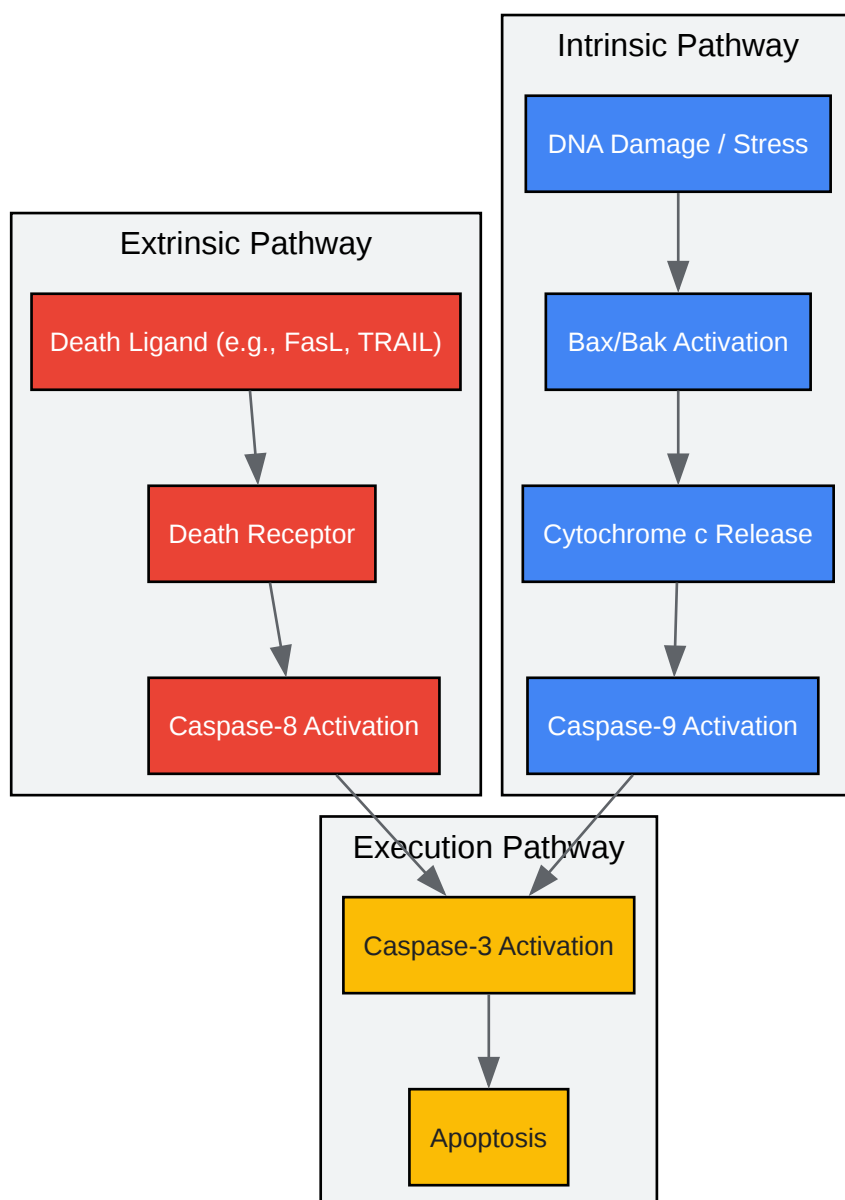 Intrinsic Pathway
DNA Damage / Stress
Bax/Bak Activation
Cytochrome c Release
Caspase-9 Activation
Extrinsic Pathway
Death Ligand (e.g., FasL, TRAIL)
Death Receptor
Caspase-8 Activation
Execution Pathway
Caspase-3 Activation
Apoptosis